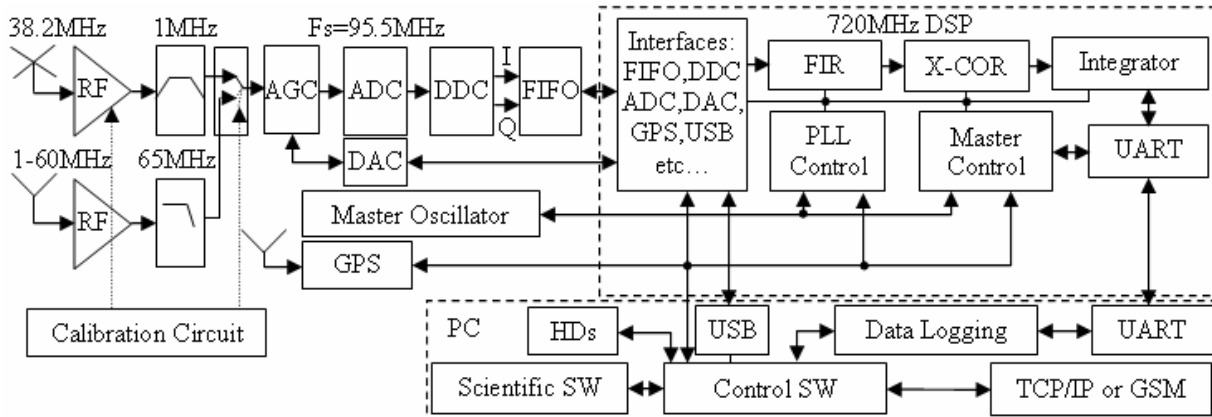 38.2MHz
1MHz
Fs=95.5MHz
720MHz DSP
RF
AGC
ADC
DDC
I
Q
FIFO
Interfaces:
FIFO,DDC
ADC,DAC,
GPS,USB
etc...
FIR
X-COR
Integrator
1-60MHz
65MHz
DAC
PLL
Control
Master
Control
UART
RF
Master Oscillator
GPS
Calibration Circuit
PC
HDs
USB
Data Logging
UART
Scientific SW
Control SW
TCP/IP or GSM